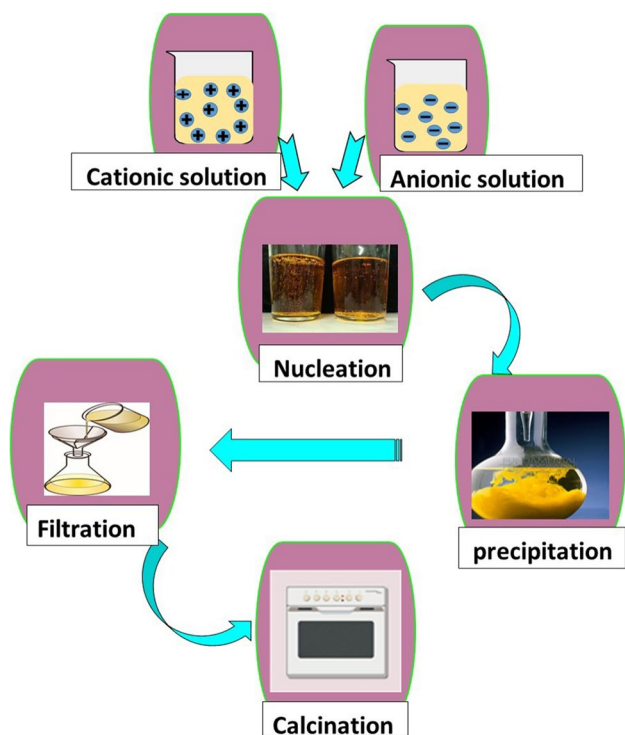 Cationic solution
Anionic solution
Nucleation
precipitation
Filtration
Calcination